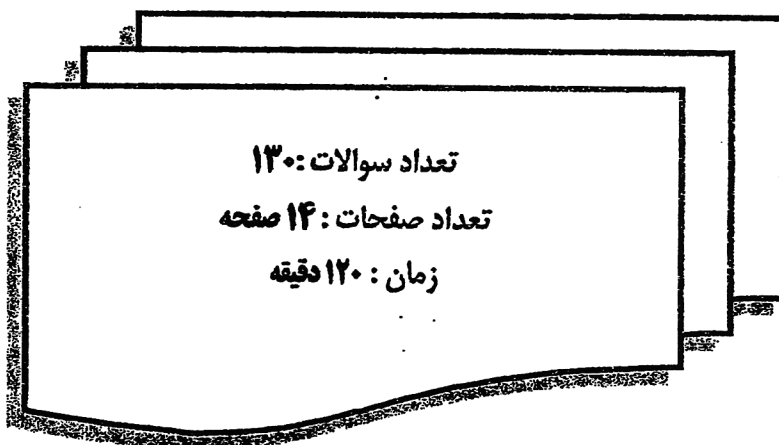 تعداد سوالات :۱۳۰
تعداد صفحات : ۱۴ صفحه
زمان : ۱۲۰ دقیقه